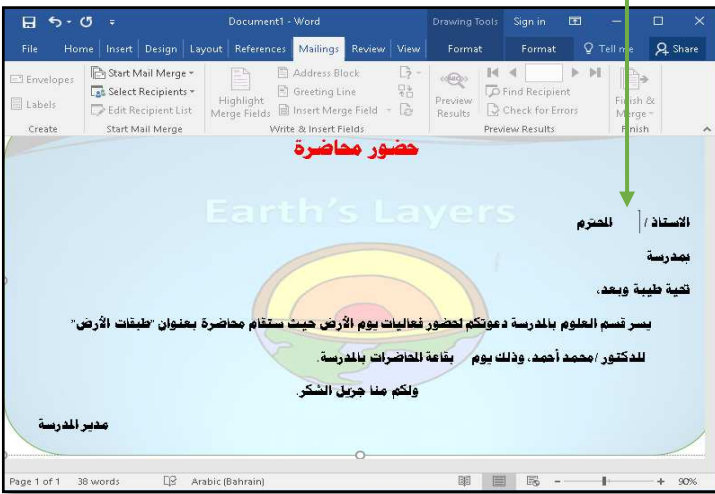 Document1 - Word
Drawing Tools
Sign in
File Home Insert Design Layout References Mailings Review View Format Format Tell me Share
Envelopes
Labels
Create
Start Mail Merge
Select Recipients
Edit Recipient List
Start Mail Merge
Highlight
Merge Fields
Address Block
Greeting Line
Insert Merge Field
Write & Insert Fields
Preview
Results
Find Recipient
Check for Errors
Preview Results
Finish &
Merge
Finish
حضور محاضرة
Earth's Layers
الاستاذ / المحترم
بمدرسة
تحية طيبة وبعد،
يسر قسم العلوم بالمدرسة دعوتكم لحضور فعاليات يوم الأرض حيث ستقام محاضرة بعنوان "طبقات الأرض"
للدكتور /محمد أحمد، وذلك يوم بقاعة المحاضرات بالمدرسة.
ولكم منا جزيل الشكر.
مدير المدرسة
Page 1 of 1 38 words Arabic (Bahrain) 90%